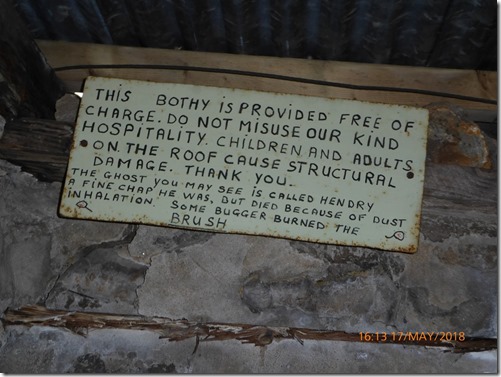 THIS BOTHY IS PROVIDED FREE OF
CHARGE. DO NOT MISUSE OUR KIND
HOSPITALITY. CHILDREN AND ADULTS
ON THE ROOF CAUSE STRUCTURAL
DAMAGE. THANK YOU.
THE GHOST YOU MAY SEE IS CALLED HENDRY
A FINE CHAP HE WAS, BUT DIED BECAUSE OF DUST
INHALATION. SOME BUGGER BURNED THE
BRUSH
16:13 17/MAY/2018